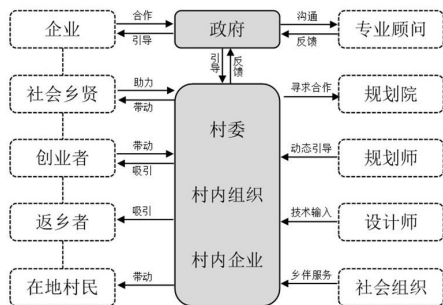 企业
合作
引导
政府
沟通
反馈
专业顾问
引导
反馈
社会乡贤
助力
带动
寻求合作
规划院
村委
创业者
带动
吸引
动态引导
规划师
村内组织
返乡者
吸引
技术输入
设计师
村内企业
在地村民
带动
乡伴服务
社会组织